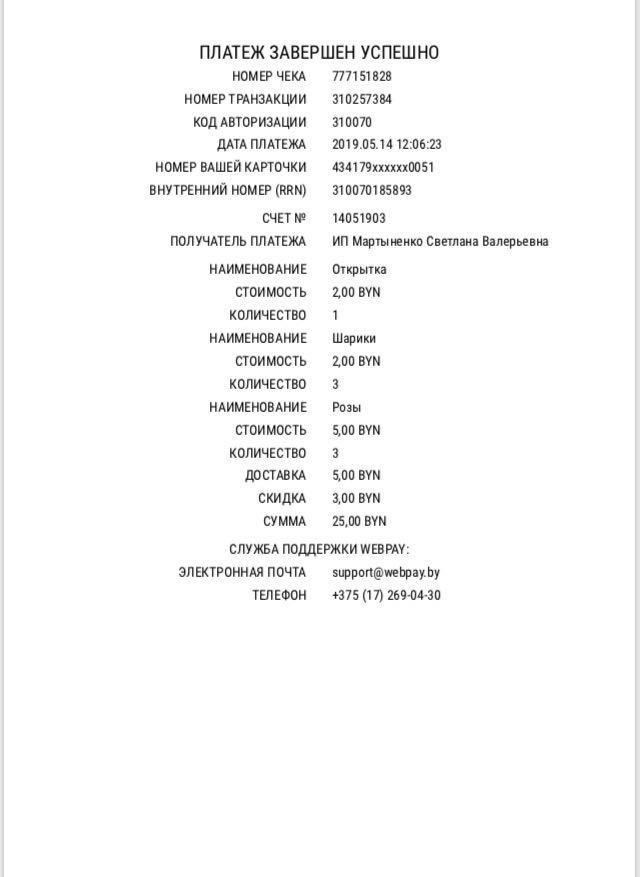 ПЛАТЕЖ ЗАВЕРШЕН УСПЕШНО
НОМЕР ЧЕКА 777151828
НОМЕР ТРАНЗАКЦИИ 310257384
КОД АВТОРИЗАЦИИ 310070
ДАТА ПЛАТЕЖА 2019.05.14 12:06:23
НОМЕР ВАШЕЙ КАРТОЧКИ 434179xxxxxx0051
ВНУТРЕННИЙ НОМЕР (RRN) 310070185893
СЧЕТ № 14051903
ПОЛУЧАТЕЛЬ ПЛАТЕЖА ИП Мартыненко Светлана Валерьевна
НАИМЕНОВАНИЕ Открытка
СТОИМОСТЬ 2,00 BYN
КОЛИЧЕСТВО 1
НАИМЕНОВАНИЕ Шарики
СТОИМОСТЬ 2,00 BYN
КОЛИЧЕСТВО 3
НАИМЕНОВАНИЕ Розы
СТОИМОСТЬ 5,00 BYN
КОЛИЧЕСТВО 3
ДОСТАВКА 5,00 BYN
СКИДКА 3,00 BYN
СУММА 25,00 BYN
СЛУЖБА ПОДДЕРЖКИ WEBPAY:
ЭЛЕКТРОННАЯ ПОЧТА support@webpay.by
ТЕЛЕФОН +375 (17) 269-04-30